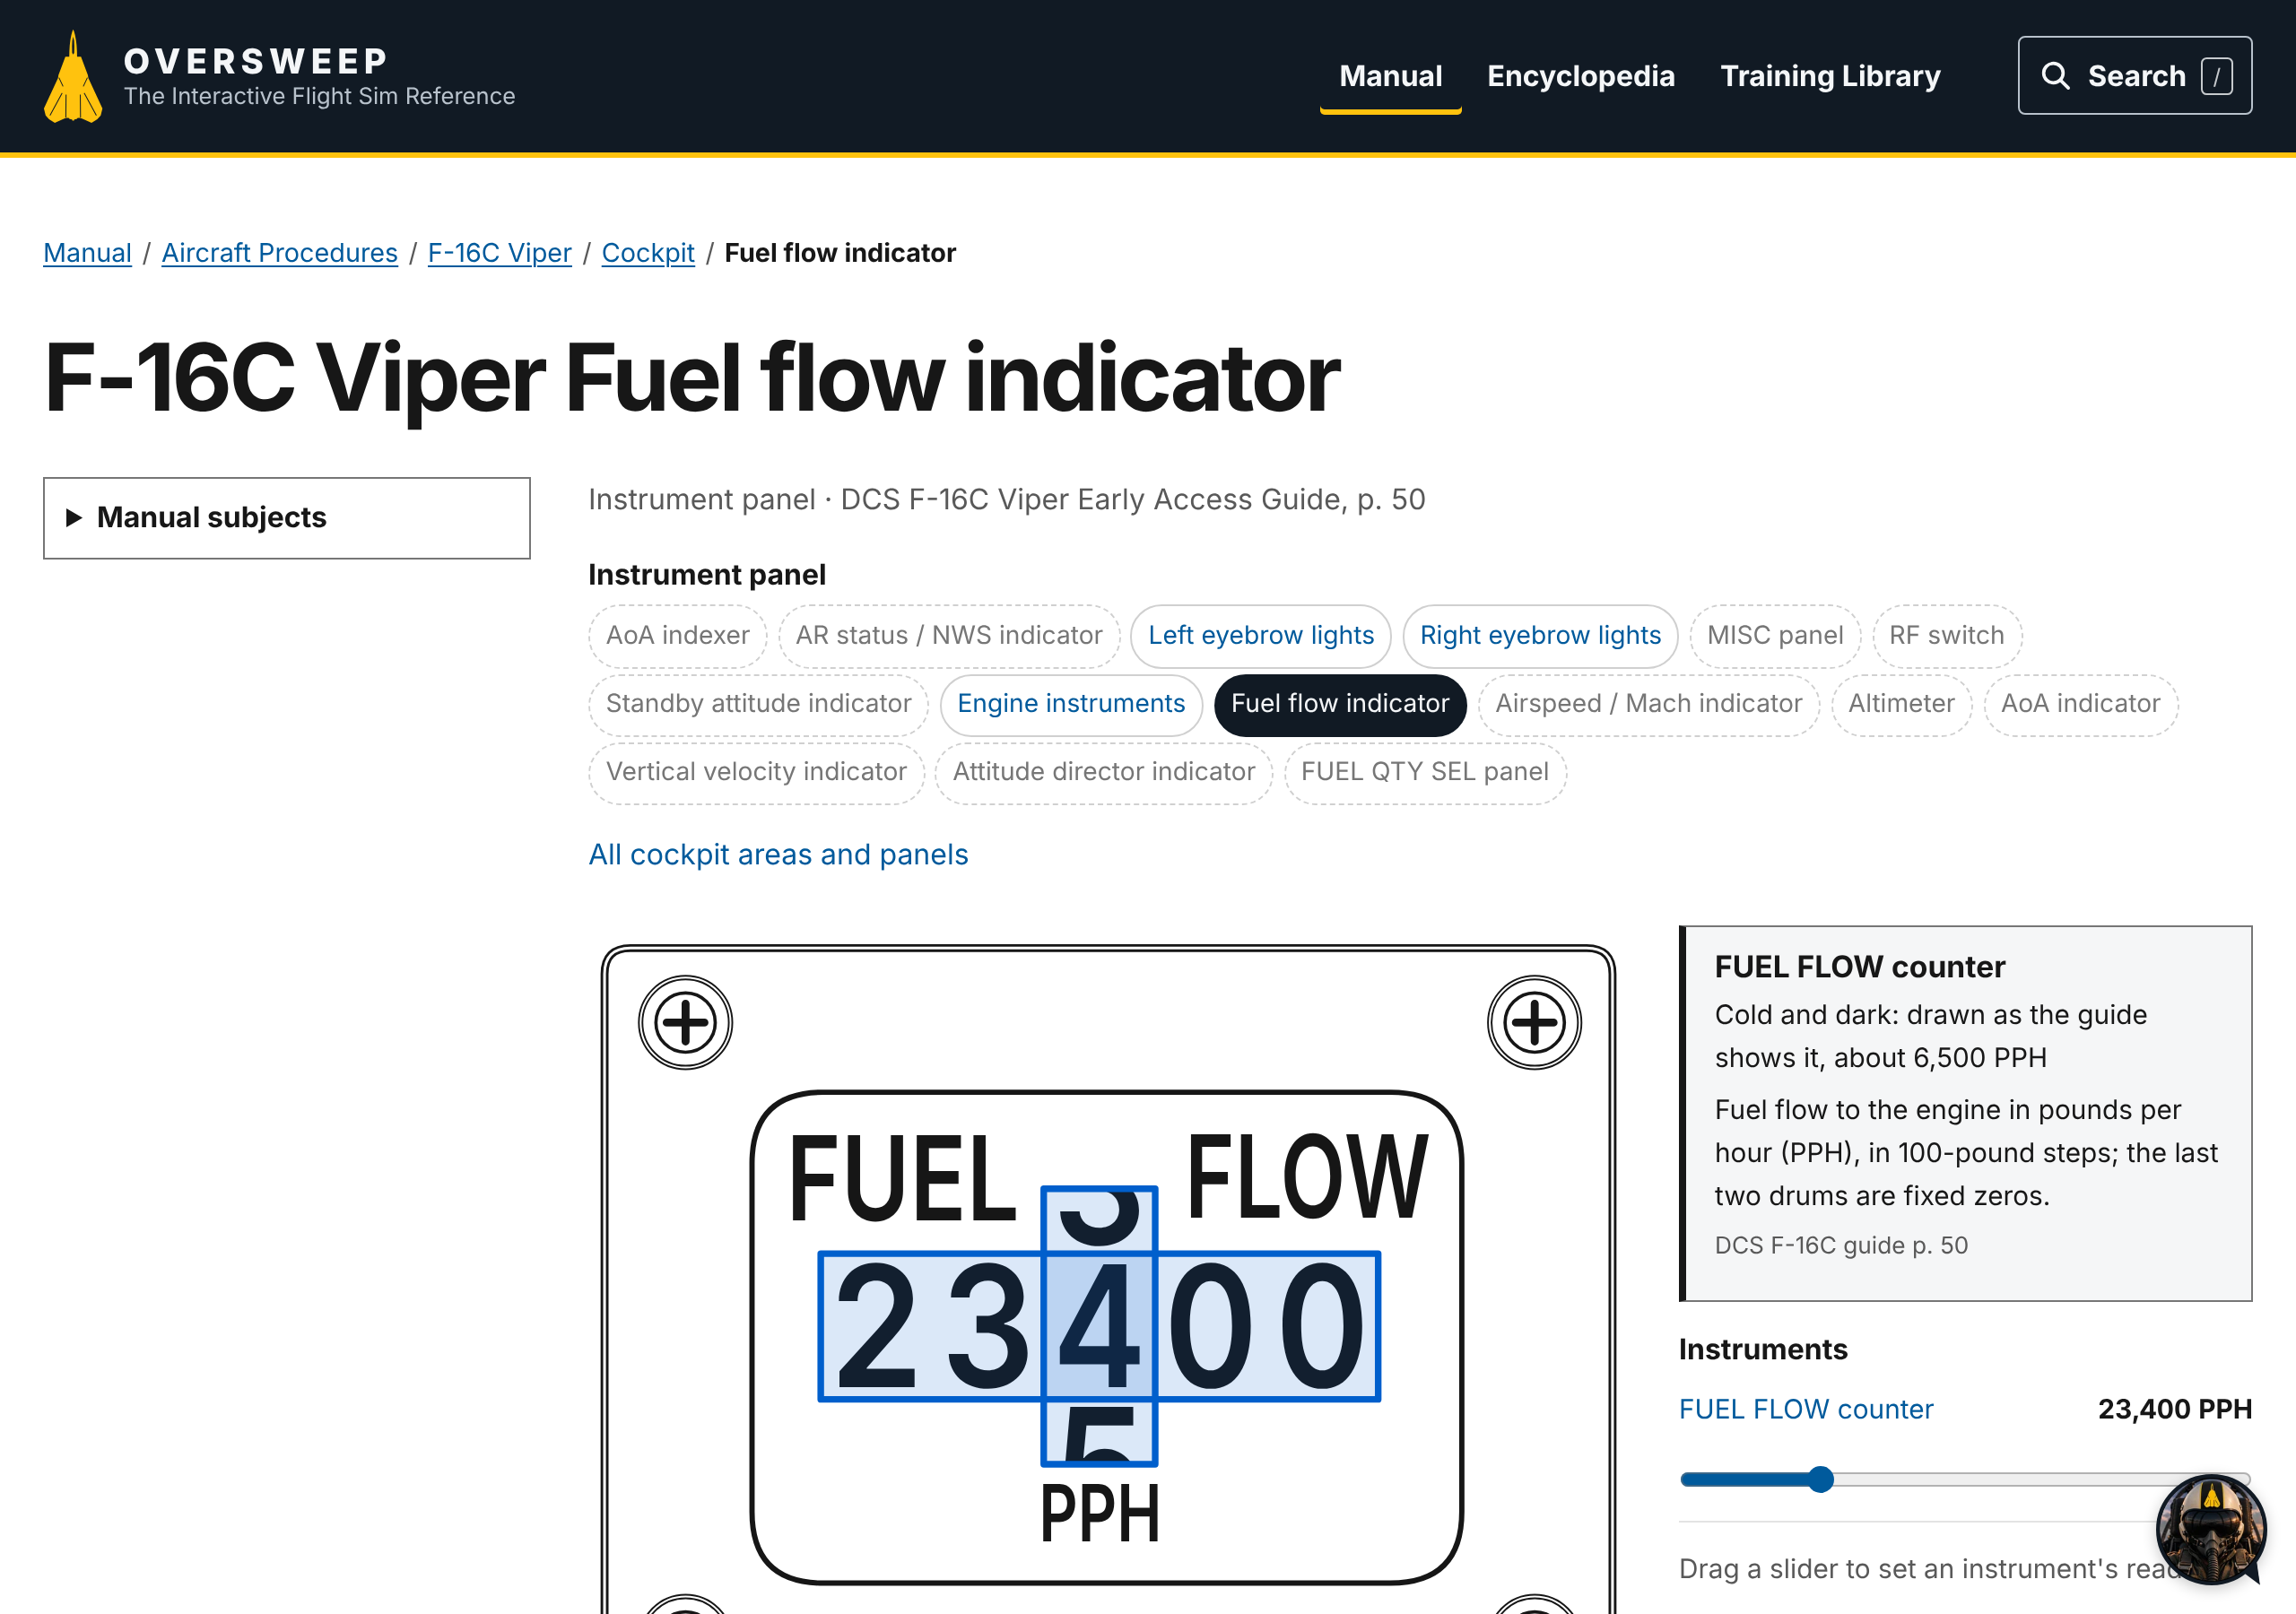 OVERSWEEP
The Interactive Flight Sim Reference
Manual
Encyclopedia
Training Library
Search /
Manual / Aircraft Procedures / F-16C Viper / Cockpit / Fuel flow indicator
F-16C Viper Fuel flow indicator
Manual subjects
Instrument panel · DCS F-16C Viper Early Access Guide, p. 50
Instrument panel
AoA indexer
AR status / NWS indicator
Left eyebrow lights
Right eyebrow lights
MISC panel
RF switch
Standby attitude indicator
Engine instruments
Fuel flow indicator
Airspeed / Mach indicator
Altimeter
AoA indicator
Vertical velocity indicator
Attitude director indicator
FUEL QTY SEL panel
All cockpit areas and panels
FUEL FLOW
3
23400
5
PPH
FUEL FLOW counter
Cold and dark: drawn as the guide
shows it, about 6,500 PPH
Fuel flow to the engine in pounds per
hour (PPH), in 100-pound steps; the last
two drums are fixed zeros.
DCS F-16C guide p. 50
Instruments
FUEL FLOW counter
23,400 PPH
Drag a slider to set an instrument's